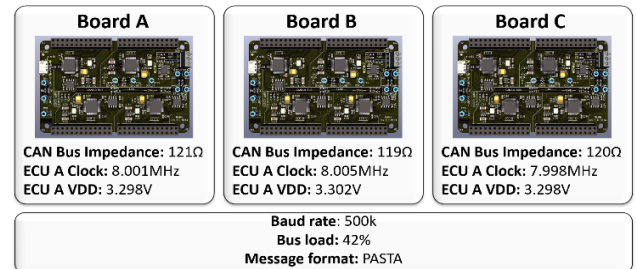 Board A
CAN Bus Impedance: 121Ω
ECU A Clock: 8.001MHz
ECU A VDD: 3.298V
Board B
CAN Bus Impedance: 119Ω
ECU A Clock: 8.005MHz
ECU A VDD: 3.302V
Board C
CAN Bus Impedance: 120Ω
ECU A Clock: 7.998MHz
ECU A VDD: 3.298V
Baud rate: 500k
Bus load: 42%
Message format: PASTA